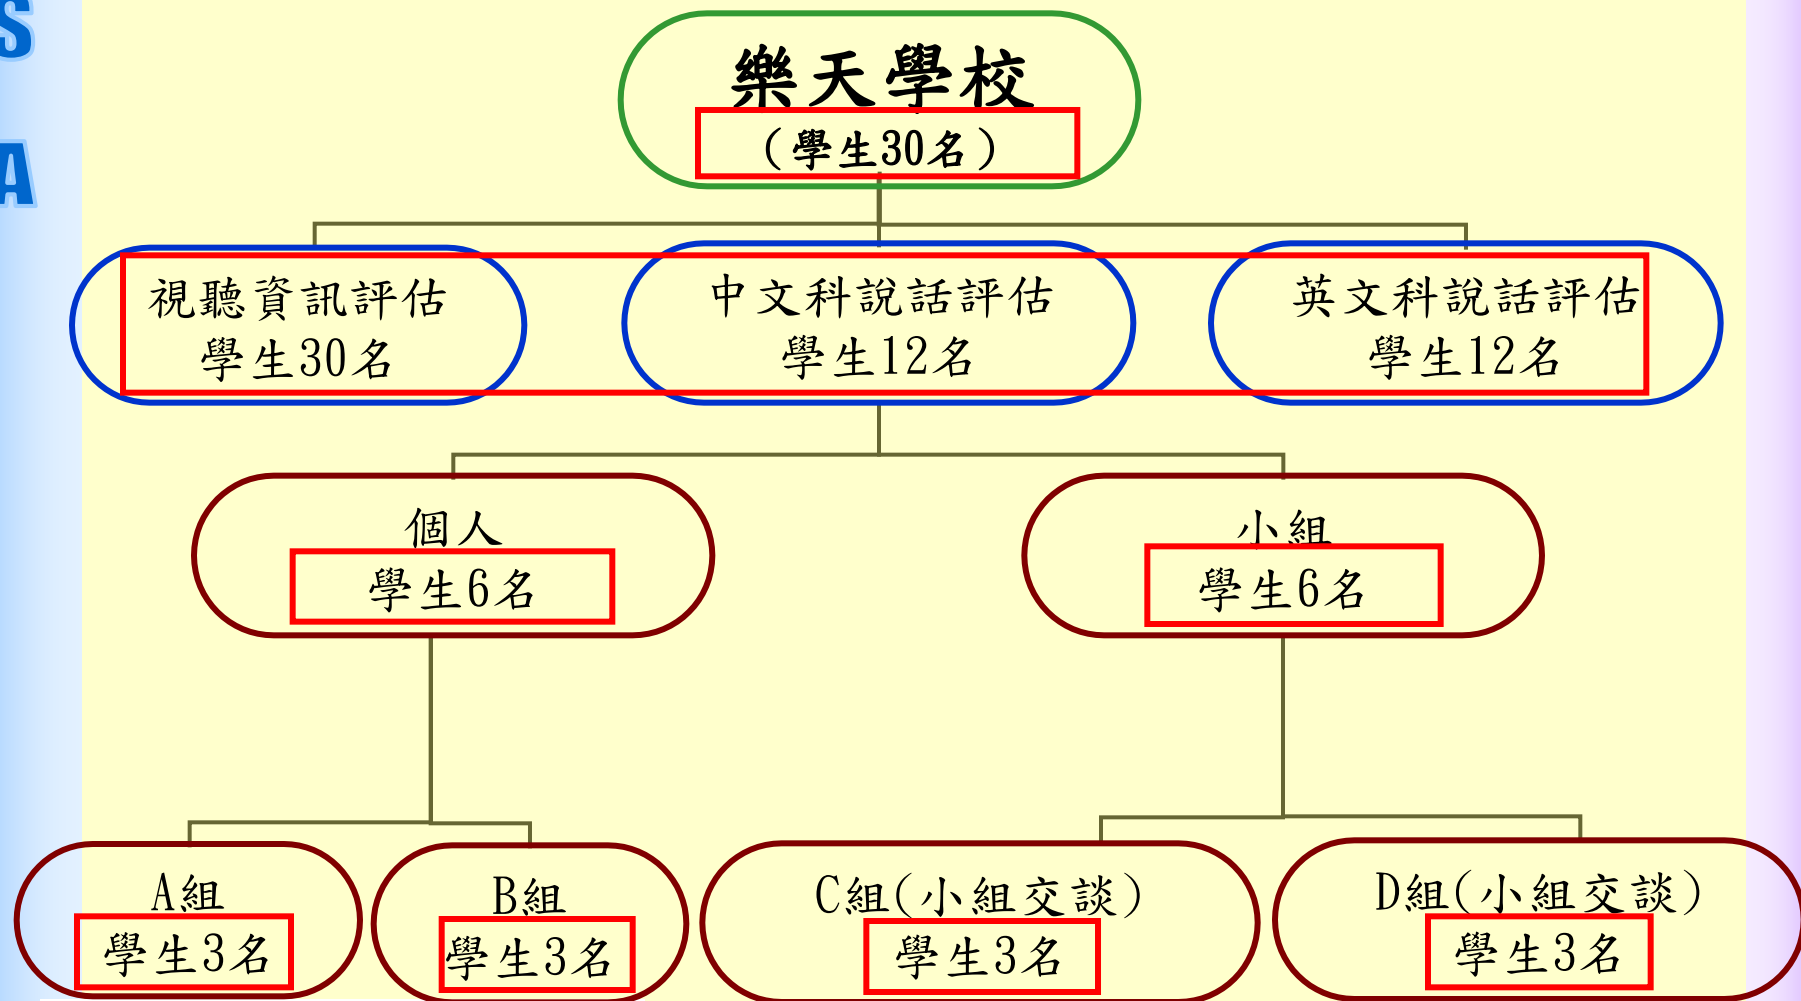 S
A
樂天學校
（學生30名）
視聽資訊評估
學生30名
中文科說話評估
學生12名
英文科說話評估
學生12名
個人
學生6名
小組
學生6名
A組
學生3名
B組
學生3名
C組(小組交談)
學生3名
D組(小組交談)
學生3名